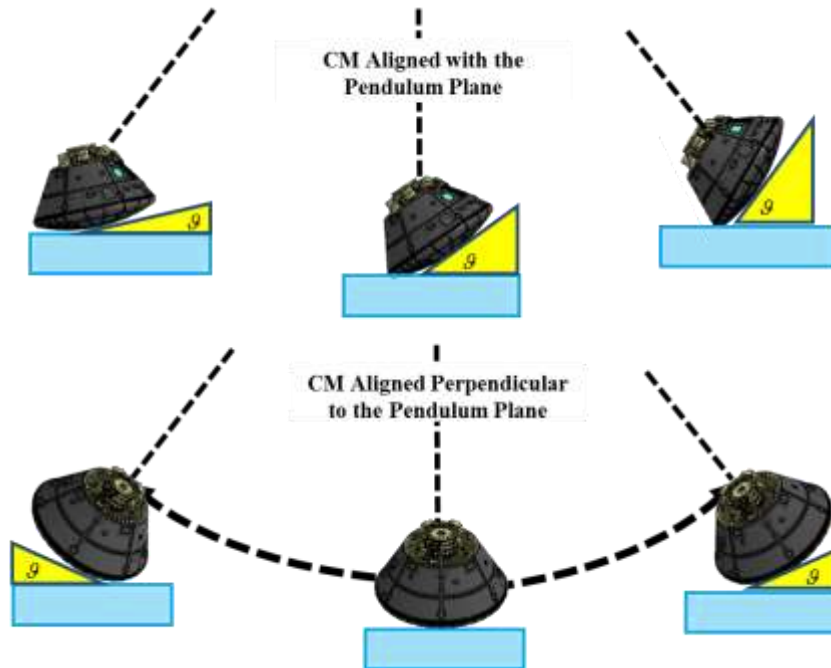 CM Aligned with the
Pendulum Plane
ϑ
ϑ
ϑ
CM Aligned Perpendicular
to the Pendulum Plane
ϑ
ϑ